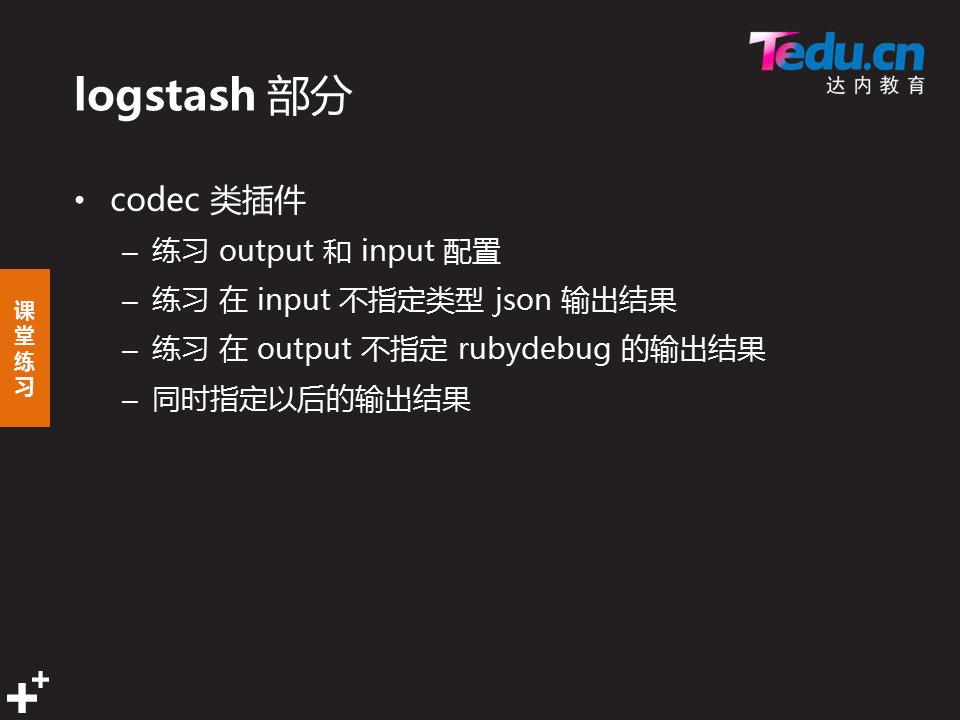 Tedu.cn
达内教育
logstash 部分
• codec 类插件
– 练习 output 和 input 配置
– 练习 在 input 不指定类型 json 输出结果
– 练习 在 output 不指定 rubydebug 的输出结果
– 同时指定以后的输出结果
课堂练习